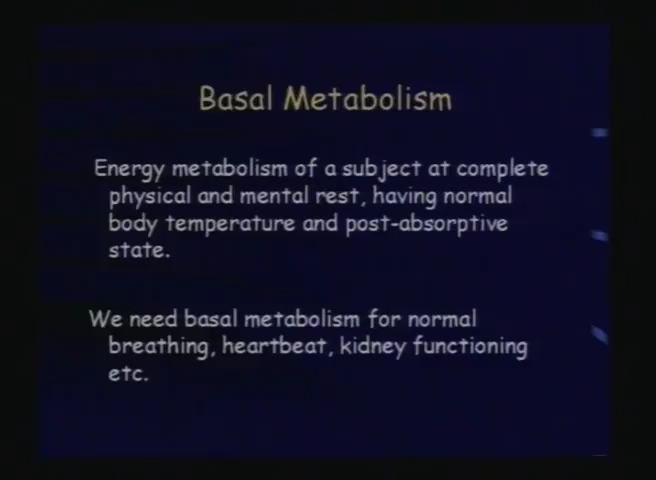 Basal Metabolism
Energy metabolism of a subject at complete
physical and mental rest, having normal
body temperature and post-absorptive
state.
We need basal metabolism for normal
breathing, heartbeat, kidney functioning
etc.